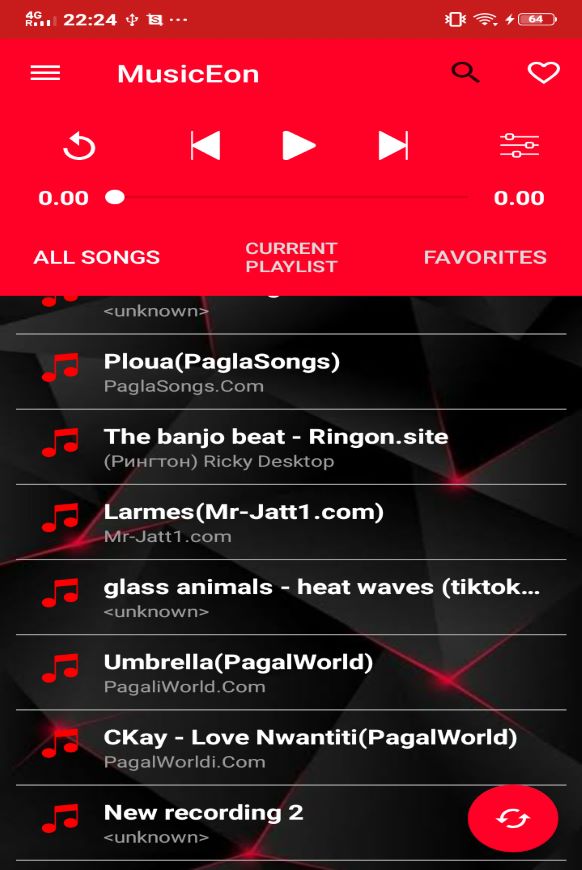 4G
R
22:24
64
MusicEon
0.00
0.00
ALL SONGS
CURRENT
PLAYLIST
FAVORITES
<unknown>
Ploua(PaglaSongs)
PaglaSongs.Com
The banjo beat - Ringon.site
(Рингтон) Ricky Desktop
Larmes(Mr-Jatt1.com)
Mr-Jatt1.com
glass animals - heat waves (tiktok...
<unknown>
Umbrella(PagalWorld)
PagaliWorld.Com
CKay - Love Nwantiti(PagalWorld)
PagalWorldi.Com
New recording 2
<unknown>